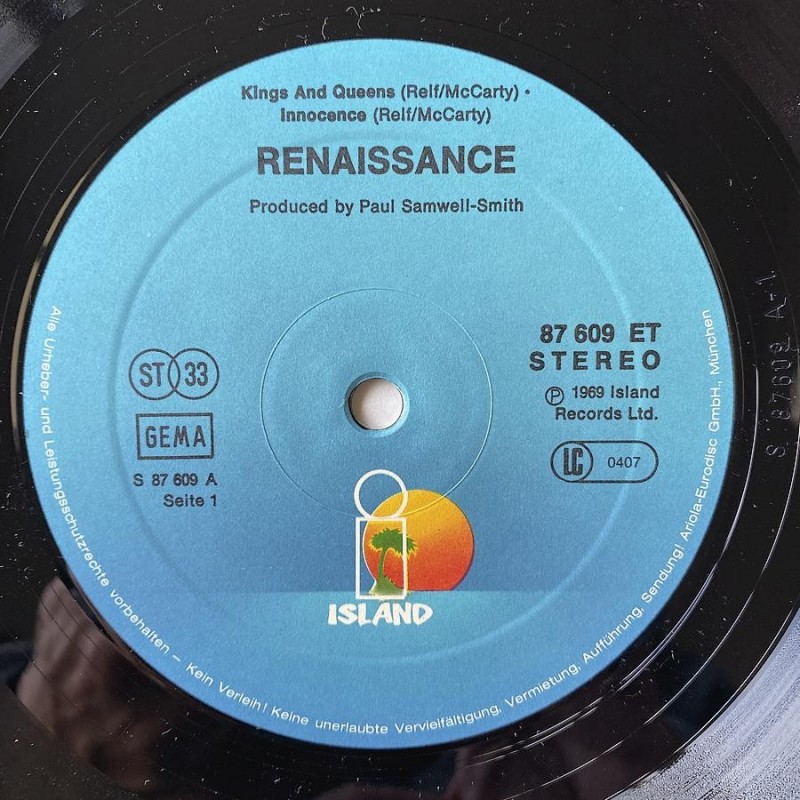 Kings And Queens (Relf/McCarty) •
Innocence (Relf/McCarty)
RENAISSANCE
Produced by Paul Samwell-Smith
ST 33
GEMA
S 87 609 A
Seite 1
87 609 ET
STEREO
Ⓟ 1969 Island
Records Ltd.
LC 0407
ISLAND
Alle Urheber- und Leistungsschutzrechte vorbehalten – Kein Verleih! Keine unerlaubte Vervielfältigung, Vermietung, Aufführung, Sendung! Ariola-Eurodisc GmbH., München
S 87609 A-1